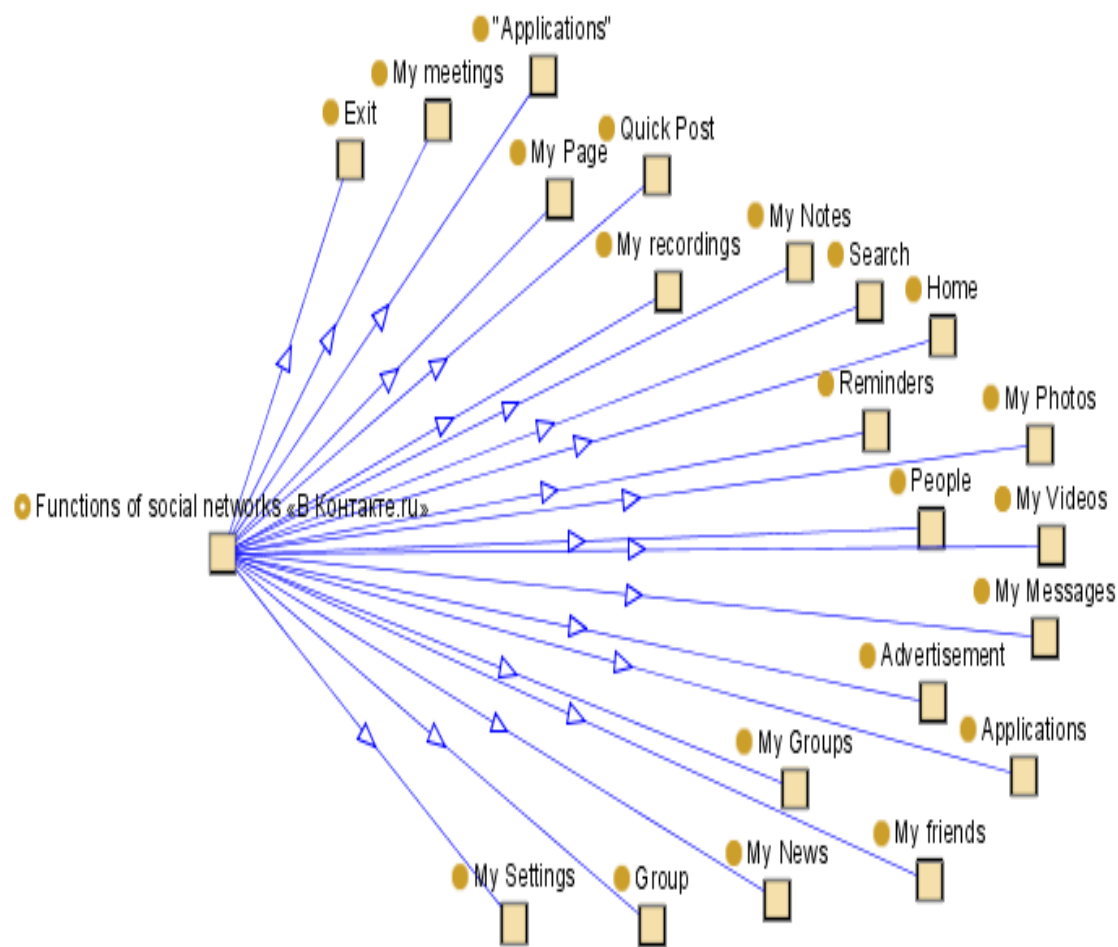 "Applications"
My meetings
Exit
Quick Post
My Page
My Notes
My recordings
Search
Home
Reminders
My Photos
People
My Videos
Functions of social networks «В Контакте.ru»
My Messages
Advertisement
Applications
My Groups
My friends
My News
My Settings
Group